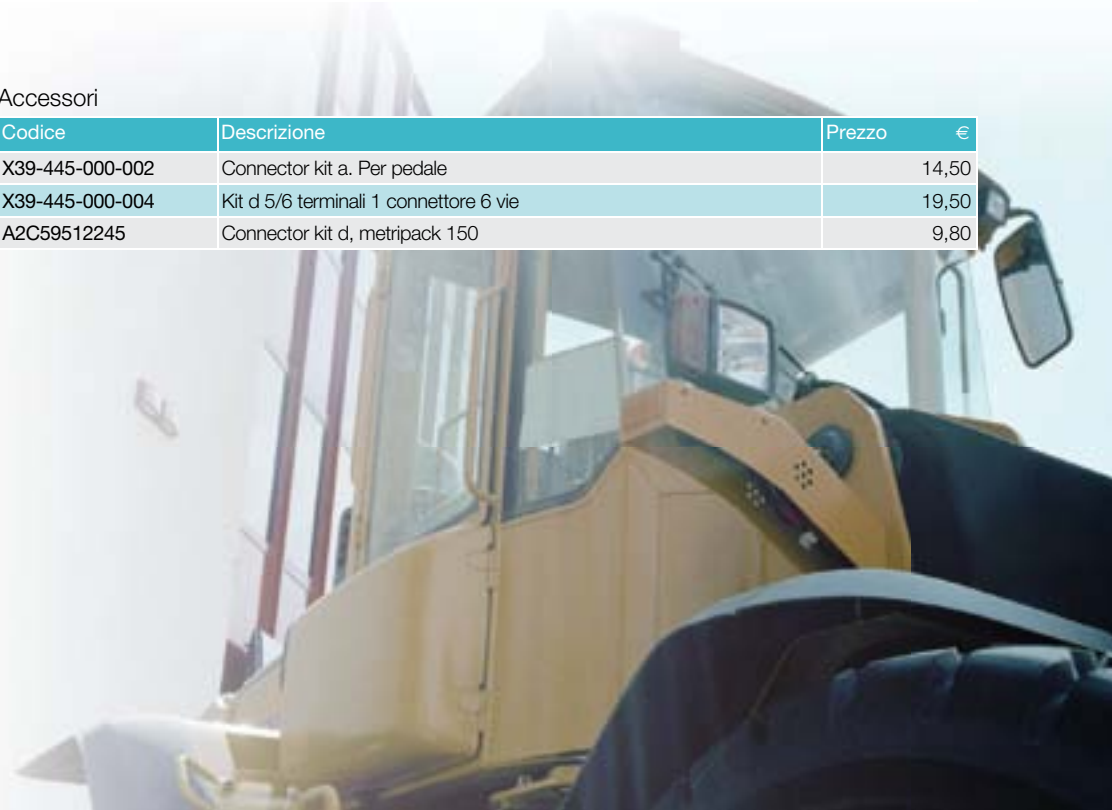 Accessori
Codice Descrizione Prezzo €
X39-445-000-002 Connector kit a. Per pedale 14,50
X39-445-000-004 Kit d 5/6 terminali 1 connettore 6 vie 19,50
A2C59512245 Connector kit d, metripack 150 9,80